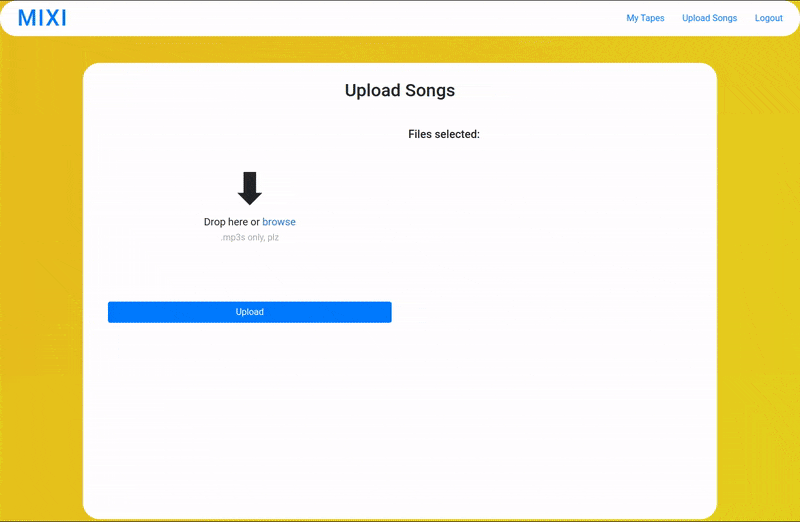 MIXI
My Tapes
Upload Songs
Logout
Upload Songs
Files selected:
Drop here or browse
.mp3s only, plz
Upload